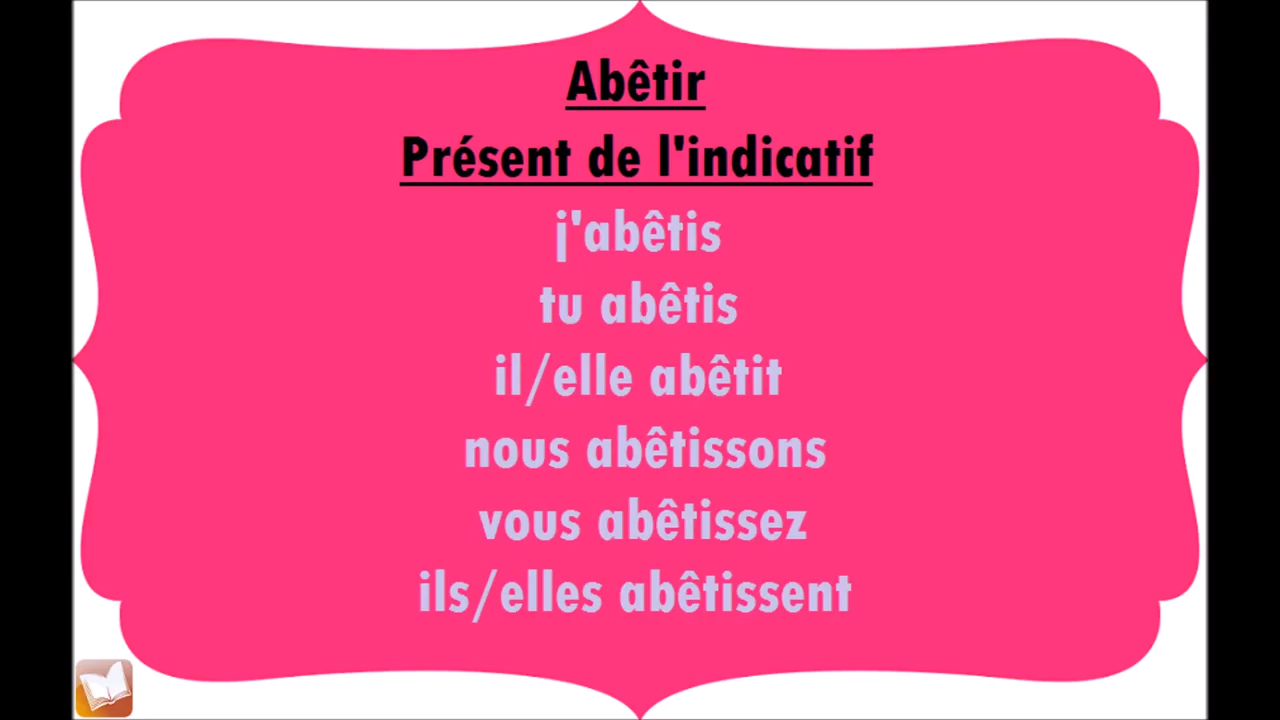 Abêtir
Présent de l'indicatif
j'abêtis
tu abêtis
il/elle abêtit
nous abêtissons
vous abêtissez
ils/elles abêtissent